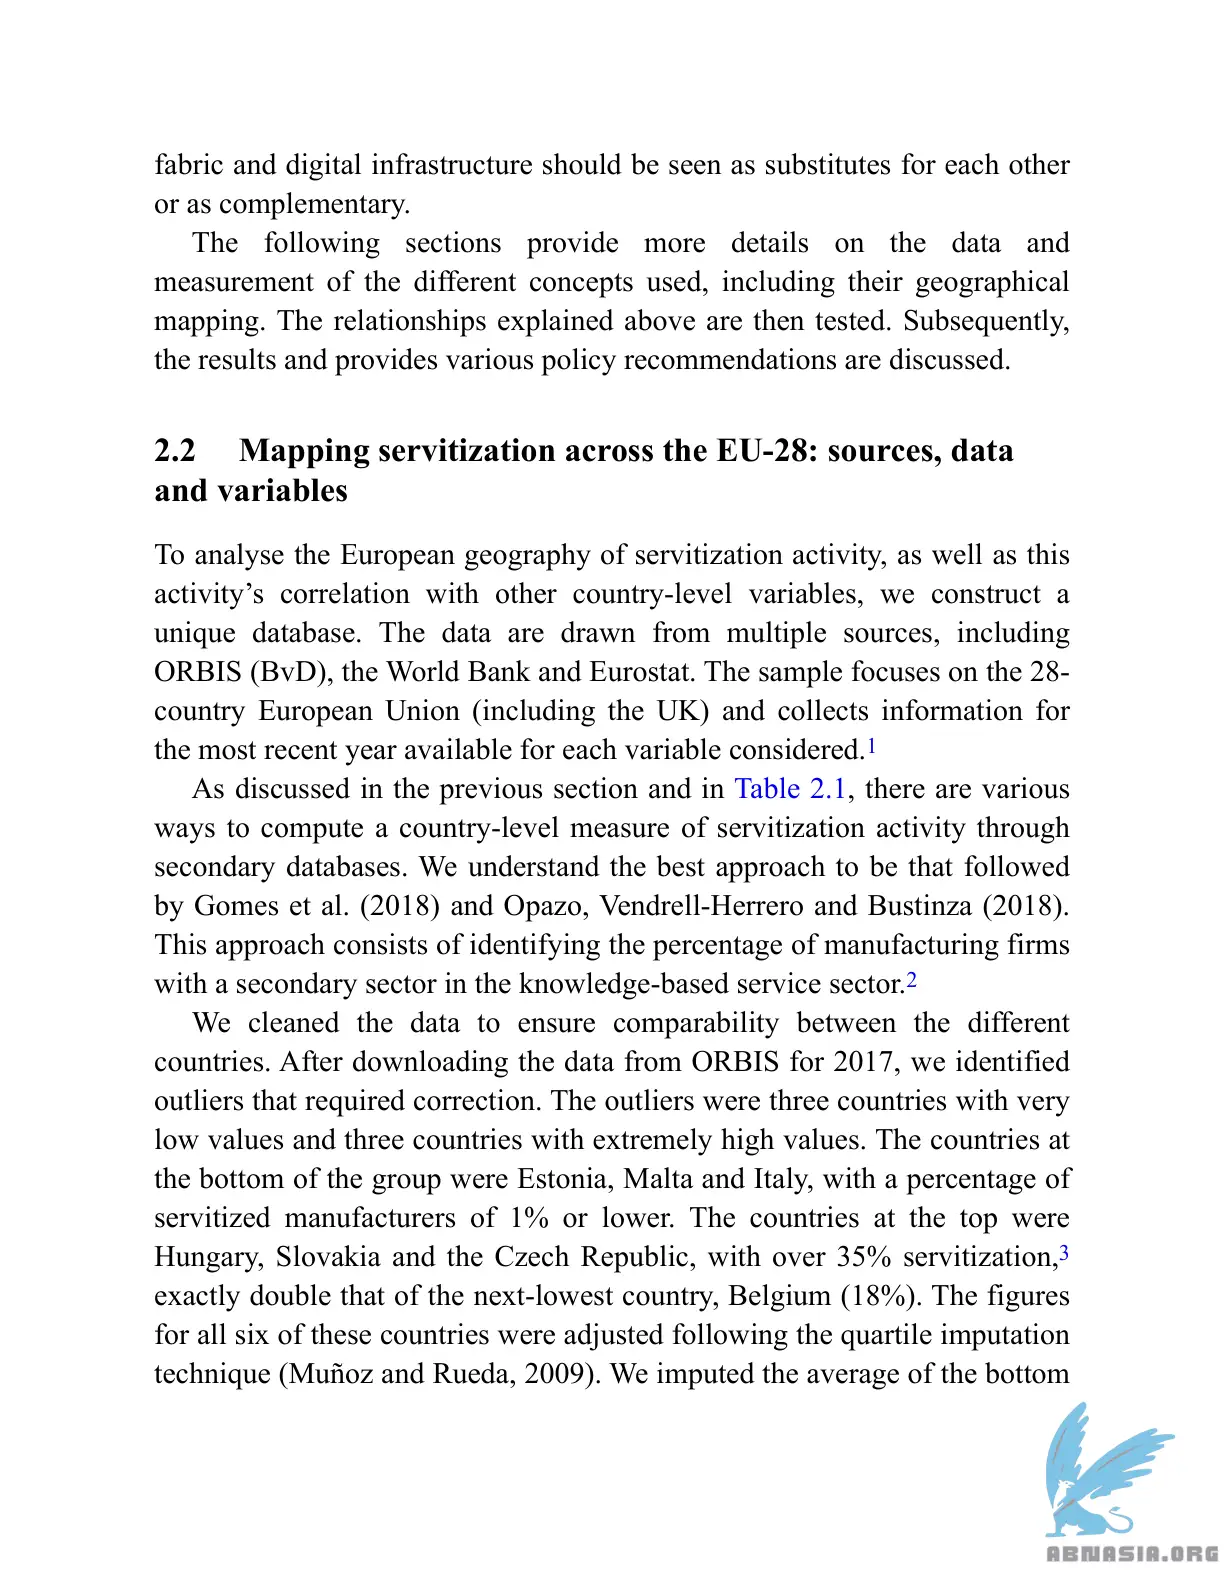 fabric and digital infrastructure should be seen as substitutes for each other
or as complementary.
The following sections provide more details on the data and
measurement of the different concepts used, including their geographical
mapping. The relationships explained above are then tested. Subsequently,
the results and provides various policy recommendations are discussed.
2.2 Mapping servitization across the EU-28: sources, data
and variables
To analyse the European geography of servitization activity, as well as this
activity’s correlation with other country-level variables, we construct a
unique database. The data are drawn from multiple sources, including
ORBIS (BvD), the World Bank and Eurostat. The sample focuses on the 28-
country European Union (including the UK) and collects information for
the most recent year available for each variable considered.1
As discussed in the previous section and in Table 2.1, there are various
ways to compute a country-level measure of servitization activity through
secondary databases. We understand the best approach to be that followed
by Gomes et al. (2018) and Opazo, Vendrell-Herrero and Bustinza (2018).
This approach consists of identifying the percentage of manufacturing firms
with a secondary sector in the knowledge-based service sector.2
We cleaned the data to ensure comparability between the different
countries. After downloading the data from ORBIS for 2017, we identified
outliers that required correction. The outliers were three countries with very
low values and three countries with extremely high values. The countries at
the bottom of the group were Estonia, Malta and Italy, with a percentage of
servitized manufacturers of 1% or lower. The countries at the top were
Hungary, Slovakia and the Czech Republic, with over 35% servitization,3
exactly double that of the next-lowest country, Belgium (18%). The figures
for all six of these countries were adjusted following the quartile imputation
technique (Muñoz and Rueda, 2009). We imputed the average of the bottom
ABNASIA.ORG